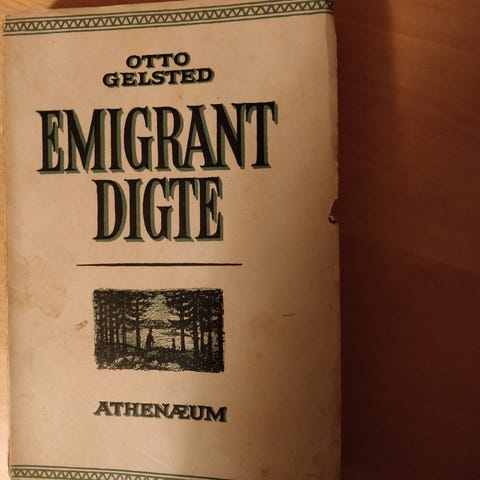 OTTO
GELSTED
EMIGRANT
DIGTE
ATHENÆUM